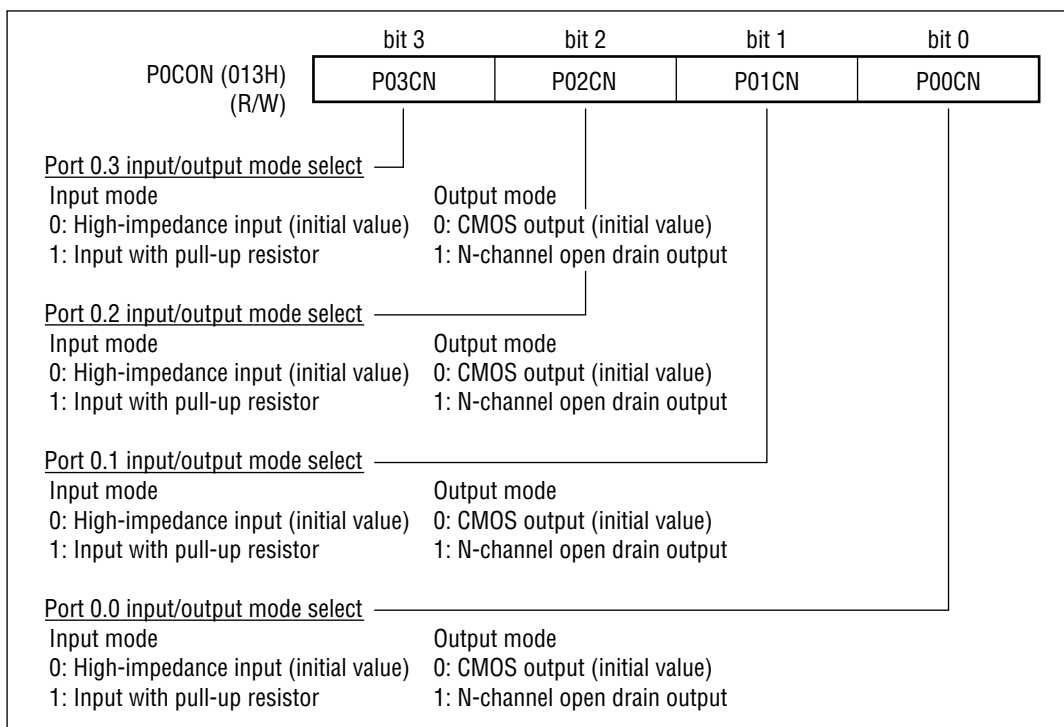 bit 3 bit 2 bit 1 bit 0
P0CON (013H) P03CN P02CN P01CN P00CN
(R/W)
Port 0.3 input/output mode select
Input mode Output mode
0: High-impedance input (initial value) 0: CMOS output (initial value)
1: Input with pull-up resistor 1: N-channel open drain output
Port 0.2 input/output mode select
Input mode Output mode
0: High-impedance input (initial value) 0: CMOS output (initial value)
1: Input with pull-up resistor 1: N-channel open drain output
Port 0.1 input/output mode select
Input mode Output mode
0: High-impedance input (initial value) 0: CMOS output (initial value)
1: Input with pull-up resistor 1: N-channel open drain output
Port 0.0 input/output mode select
Input mode Output mode
0: High-impedance input (initial value) 0: CMOS output (initial value)
1: Input with pull-up resistor 1: N-channel open drain output